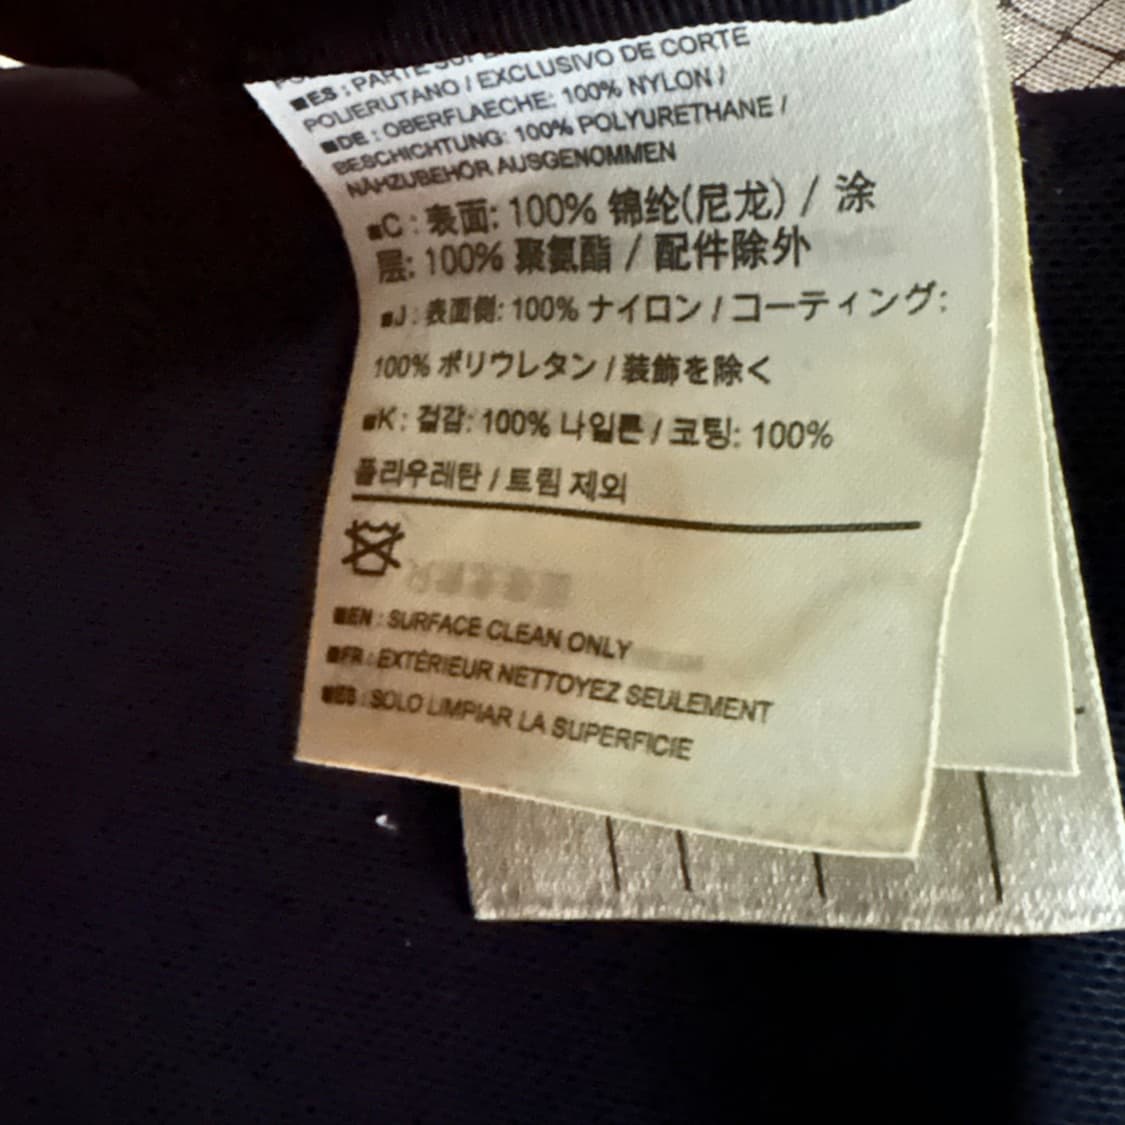 ■ES : PARTE
POLIERUTANO / EXCLUSIVO DE CORTE
■DE : OBERFLAECHE: 100% NYLON /
BESCHICHTUNG: 100% POLYURETHANE /
NÄHZUBEHÖR AUSGENOMMEN
■C : 表面: 100% 锦纶(尼龙) / 涂
层: 100% 聚氨酯 / 配件除外
■J : 表面側: 100% ナイロン / コーティング:
100% ポリウレタン / 装飾を除く
■K : 겉감: 100% 나일론 / 코팅: 100%
폴리우레탄 / 트림 제외
■EN : SURFACE CLEAN ONLY
■FR : EXTÉRIEUR NETTOYEZ SEULEMENT
■ES : SOLO LIMPIAR LA SUPERFICIE